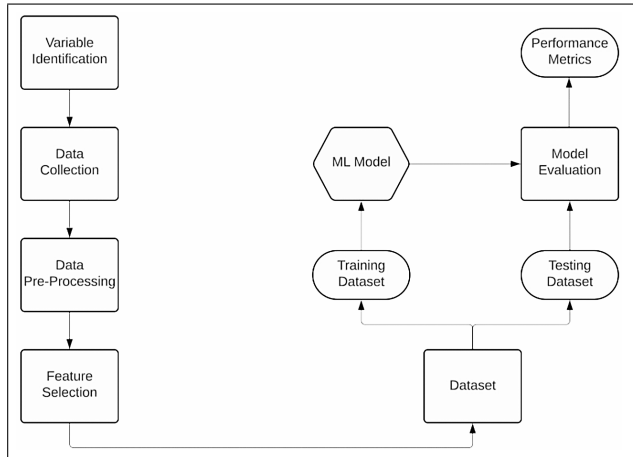 Variable
Identification
Data
Collection
Data
Pre-Processing
Feature
Selection
Dataset
Training
Dataset
Testing
Dataset
ML Model
Model
Evaluation
Performance
Metrics